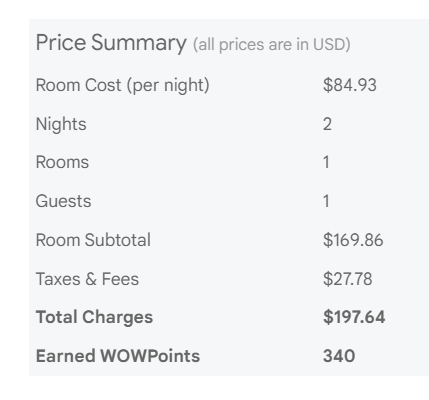 Price Summary (all prices are in USD)
Room Cost (per night) $84.93
Nights 2
Rooms 1
Guests 1
Room Subtotal $169.86
Taxes & Fees $27.78
Total Charges $197.64
Earned WOWPoints 340